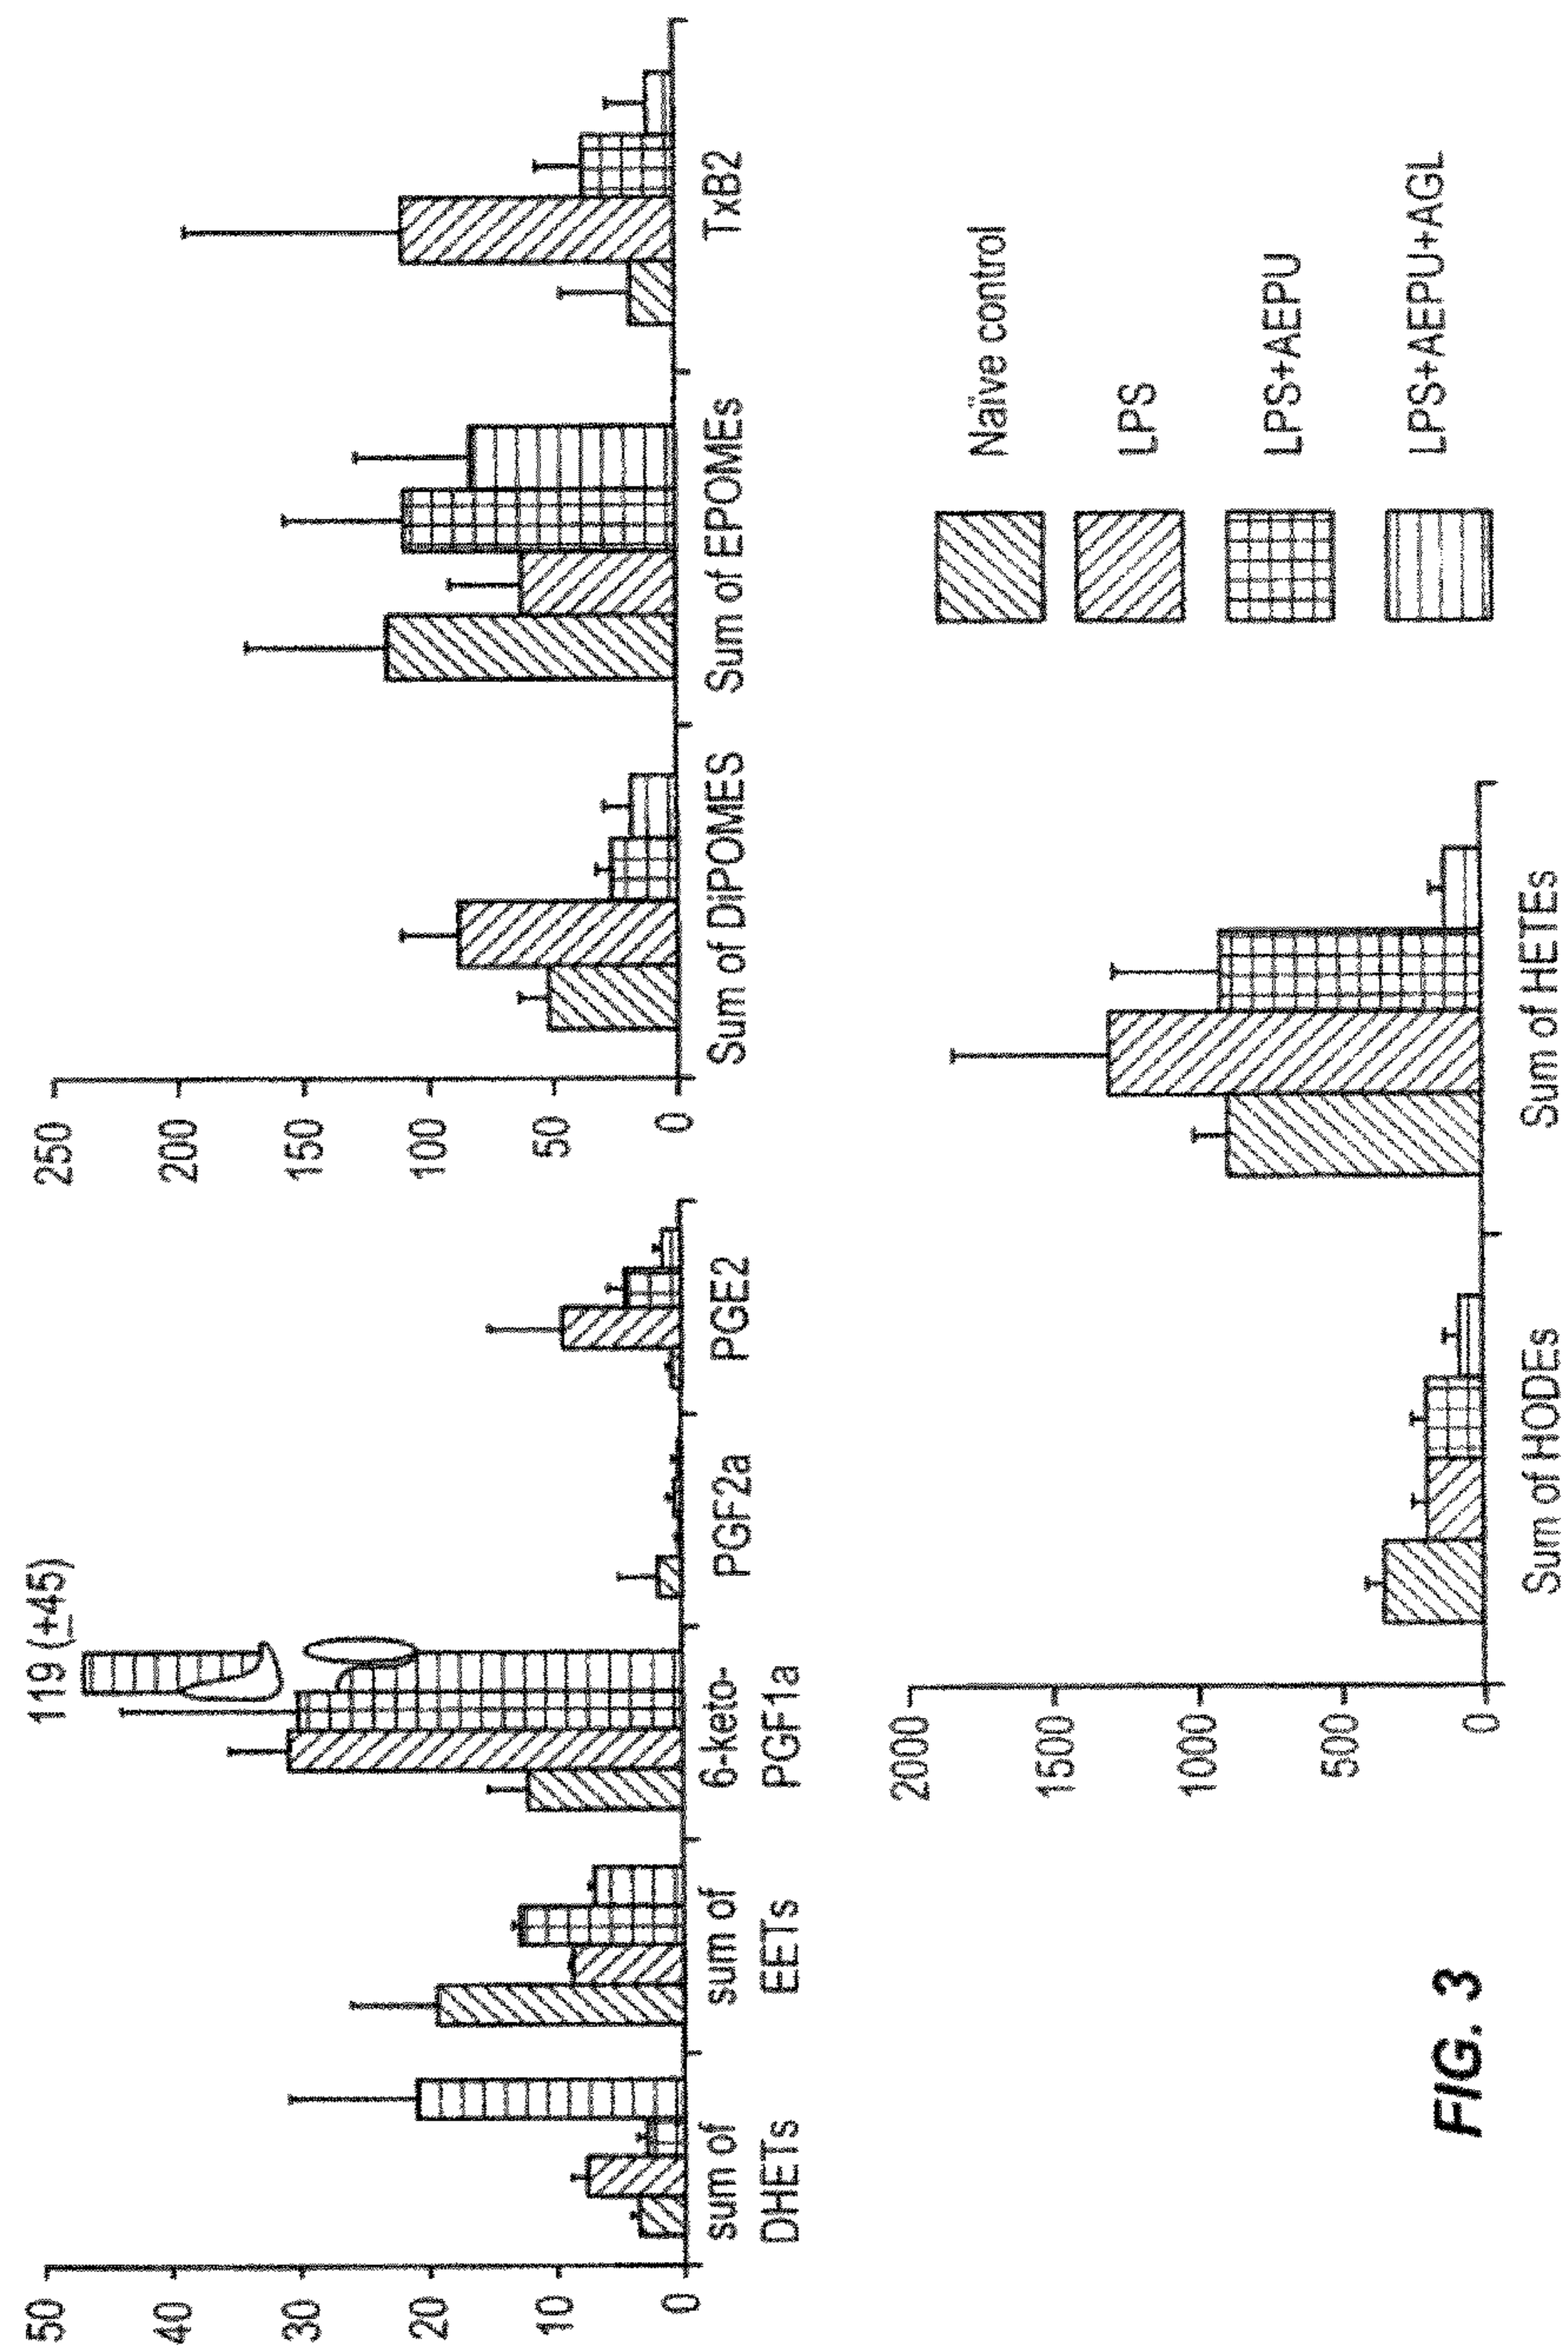 119 (±45)
50
40
30
20
10
0
sum of
DHETs
sum of
EETs
6-keto-
PGF1a
PGF2a
PGE2
250
200
150
100
50
0
Sum of DiPOMES
Sum of EPOMEs
TxB2
2000
1500
1000
500
0
Sum of HODEs
Sum of HETEs
Naïve control
LPS
LPS+AEPU
LPS+AEPU+AGL
FIG. 3